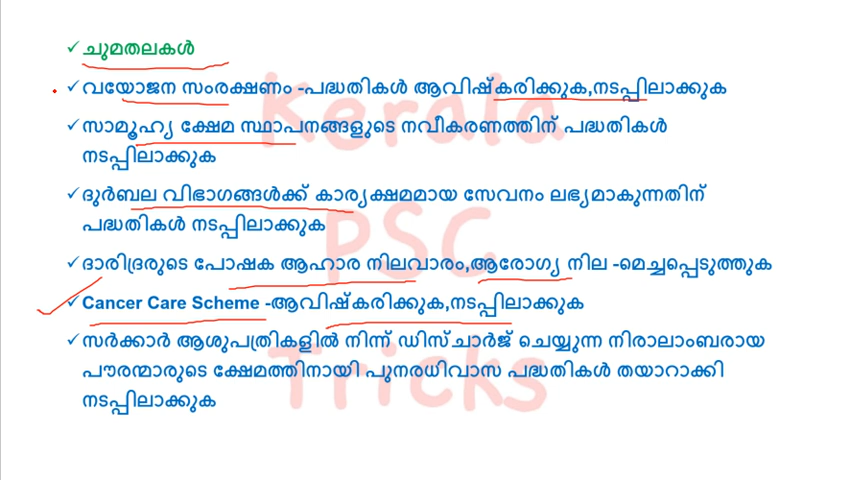 ചുമതലകൾ
വയോജന സംരക്ഷണം -പദ്ധതികൾ ആവിഷ്കരിക്കുക,നടപ്പിലാക്കുക
സാമൂഹ്യ ക്ഷേമ സ്ഥാപനങ്ങളുടെ നവീകരണത്തിന് പദ്ധതികൾ
നടപ്പിലാക്കുക
ദുർബല വിഭാഗങ്ങൾക്ക് കാര്യക്ഷമമായ സേവനം ലഭ്യമാകുന്നതിന്
പദ്ധതികൾ നടപ്പിലാക്കുക
ദാരിദ്രരുടെ പോഷക ആഹാര നിലവാരം,ആരോഗ്യ നില -മെച്ചപ്പെടുത്തുക
Cancer Care Scheme -ആവിഷ്കരിക്കുക,നടപ്പിലാക്കുക
സർക്കാർ ആശുപത്രികളിൽ നിന്ന് ഡിസ്ചാർജ് ചെയ്യുന്ന നിരാലാംബരായ
പൗരന്മാരുടെ ക്ഷേമത്തിനായി പുനരധിവാസ പദ്ധതികൾ തയാറാക്കി
നടപ്പിലാക്കുക
Kerala
PSC
Tricks